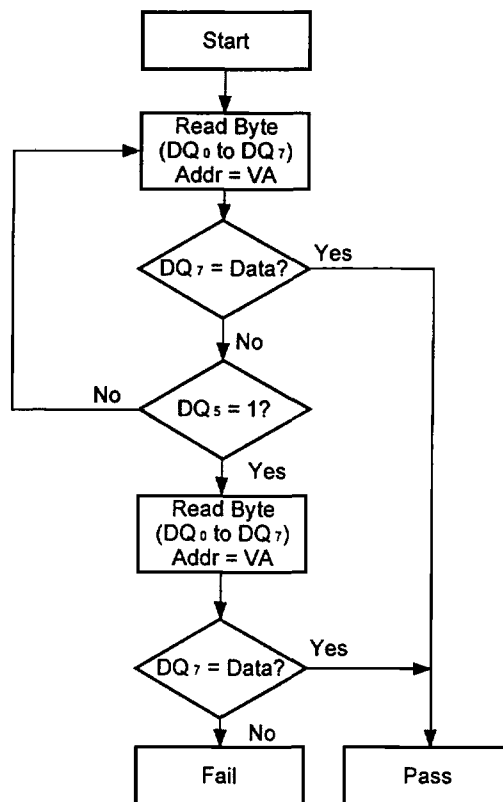 Start
Read Byte
(DQ₀ to DQ₇)
Addr = VA
DQ₇ = Data?
Yes
No
No
DQ₅ = 1?
Yes
Read Byte
(DQ₀ to DQ₇)
Addr = VA
DQ₇ = Data?
Yes
No
Fail
Pass